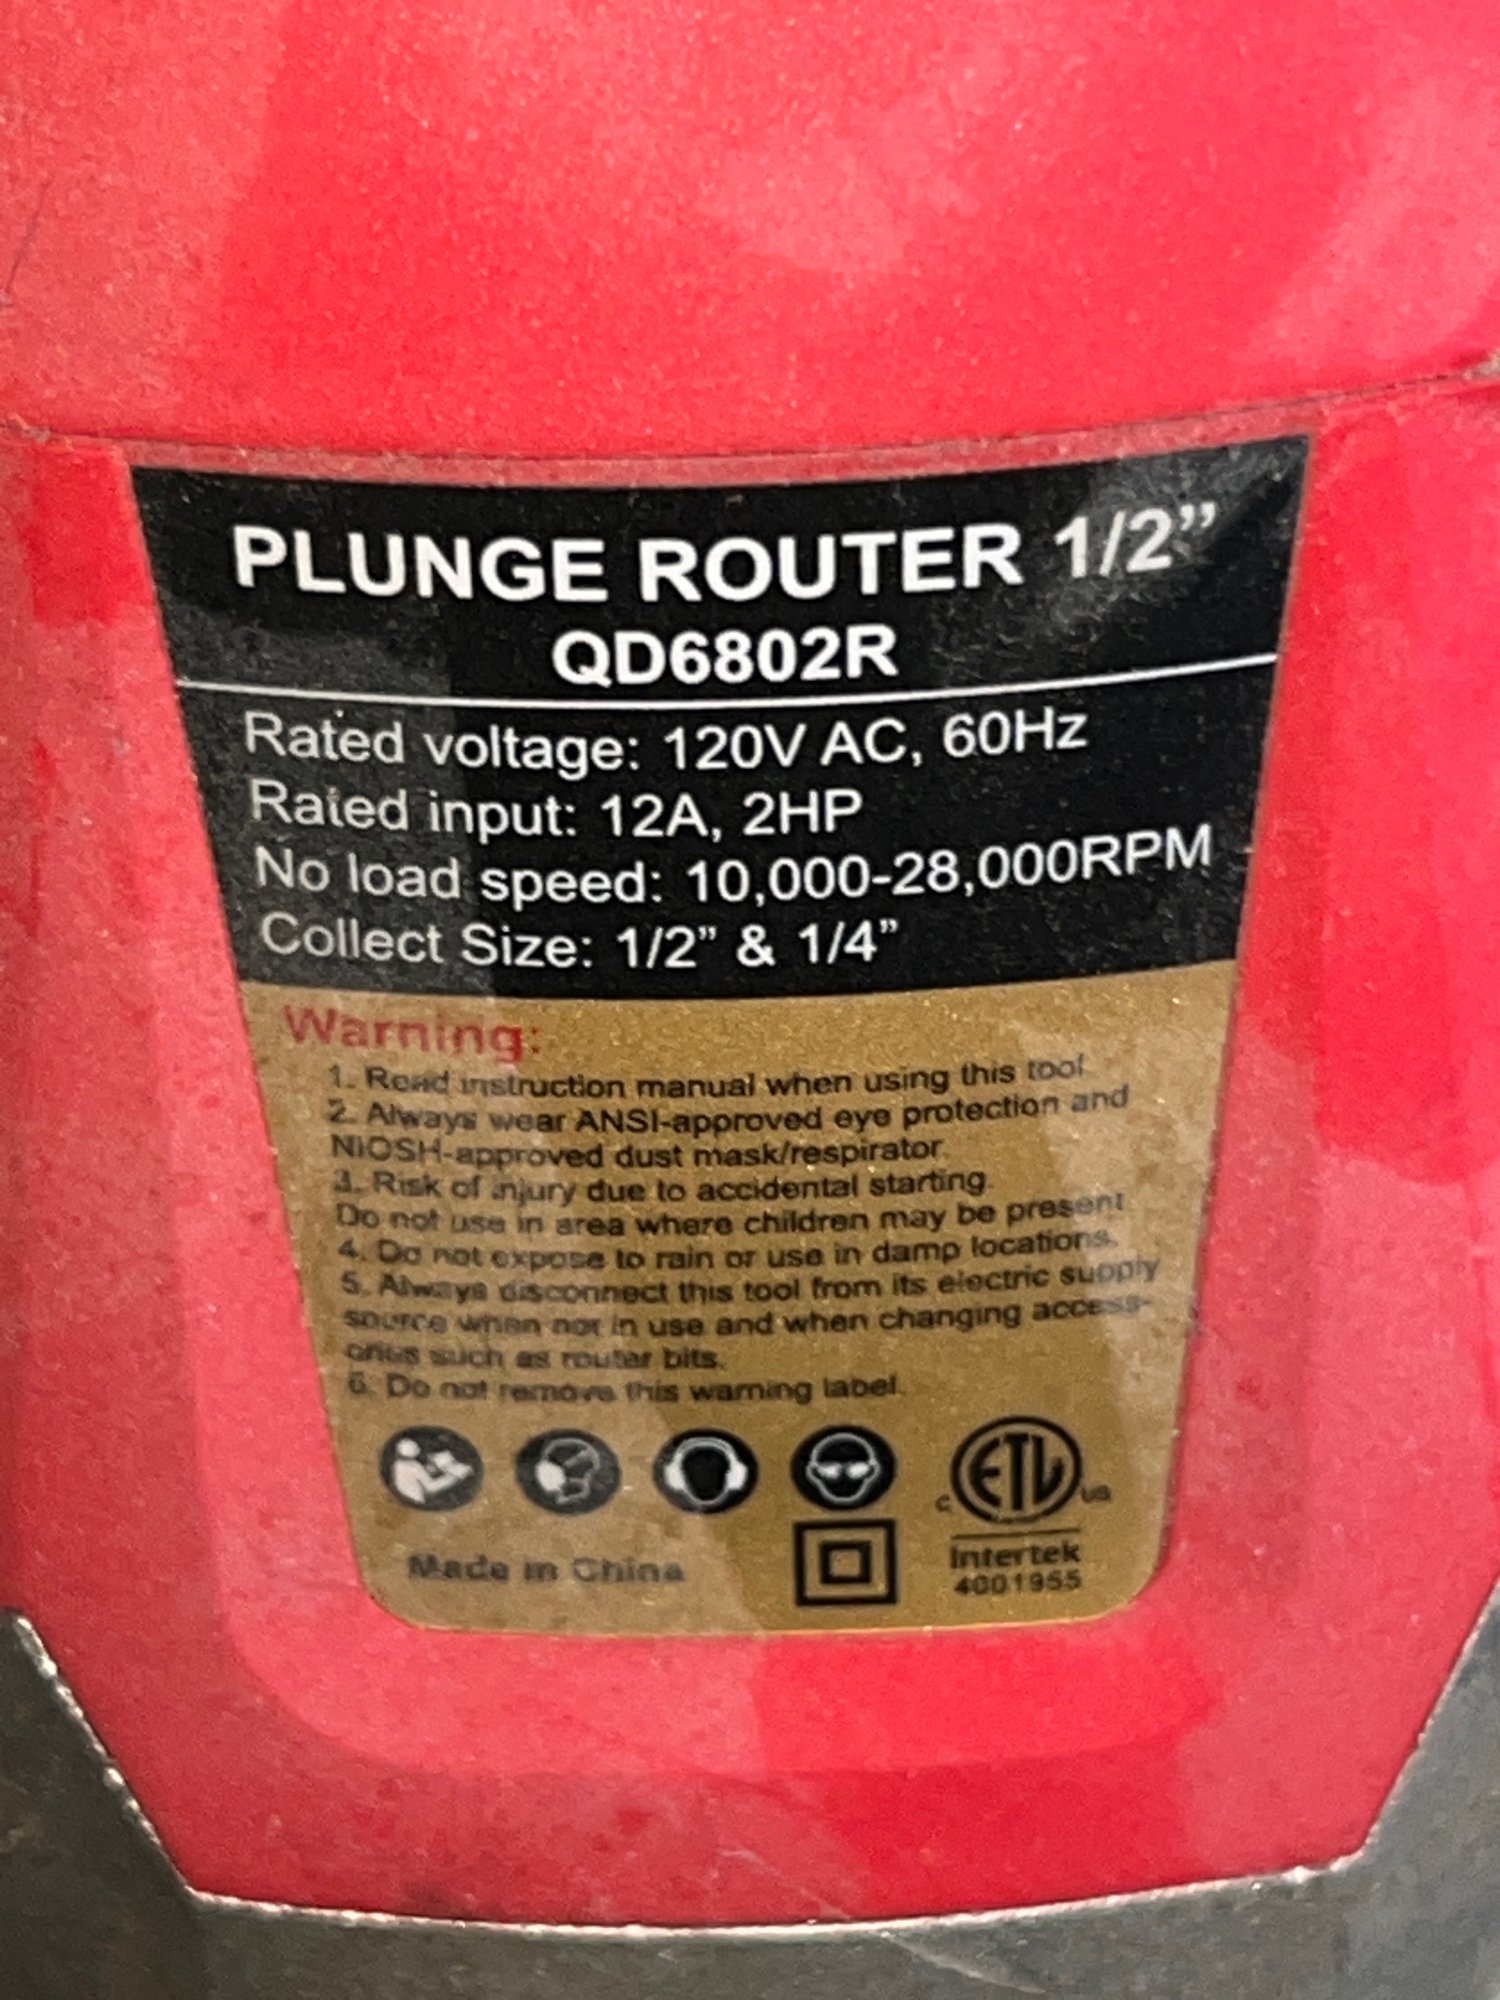 PLUNGE ROUTER 1/2”
QD6802R
Rated voltage: 120V AC, 60Hz
Rated input: 12A, 2HP
No load speed: 10,000-28,000RPM
Collect Size: 1/2” & 1/4”
Warning:
1. Read instruction manual when using this tool
2. Always wear ANSI-approved eye protection and
NIOSH-approved dust mask/respirator.
3. Risk of injury due to accidental starting.
Do not use in area where children may be present
4. Do not expose to rain or use in damp locations.
5. Always disconnect this tool from its electric supply
source when not in use and when changing access-
ories such as router bits.
6. Do not remove this warning label.
c ETL us
Intertek
4001955
Made in China